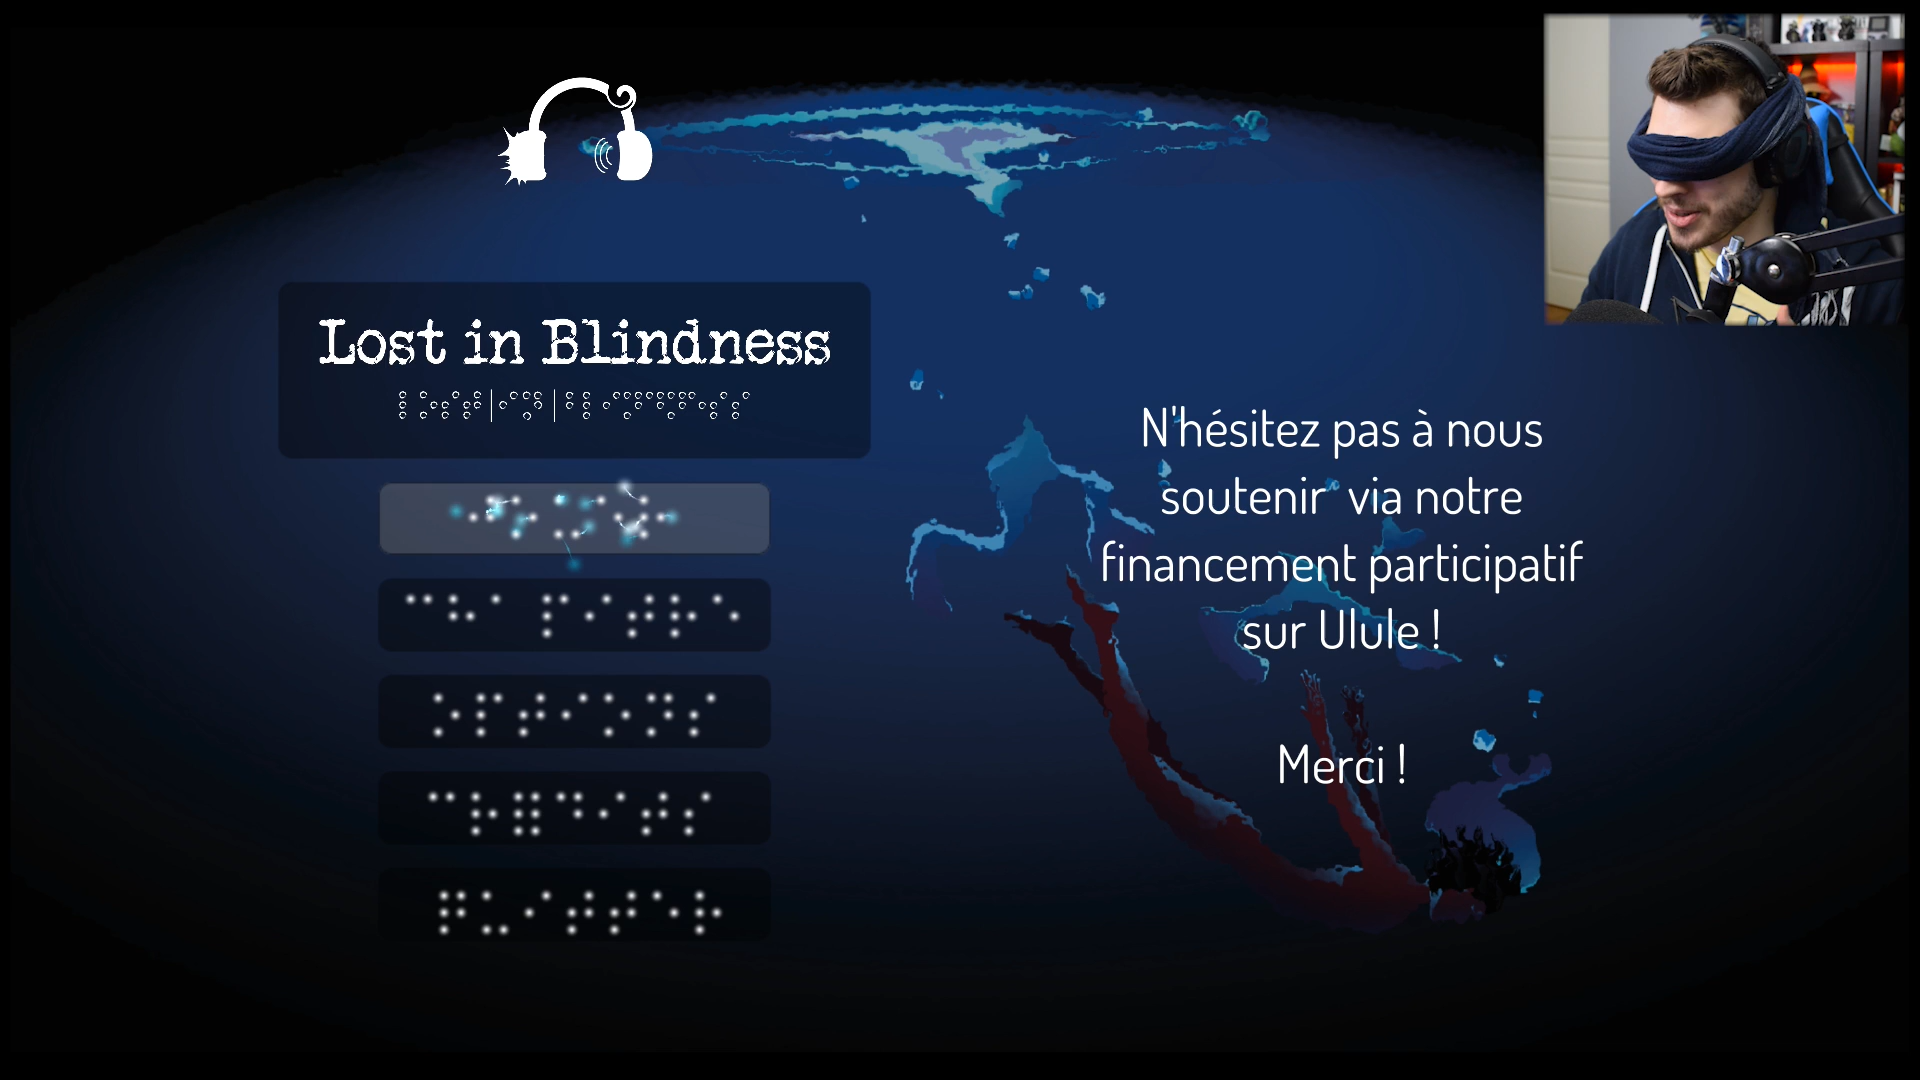 Lost in Blindness
⠇⠕⠎⠞|⠊⠝|⠃⠇⠊⠝⠙⠝⠑⠎⠎
⠉⠓⠁⠏⠊⠞⠗⠑
⠕⠏⠞⠊⠕⠝⠎
⠉⠗⠿⠙⠊⠞⠎
⠟⠥⠊⠞⠞⠑⠗
N'hésitez pas à nous
soutenir via notre
financement participatif
sur Ulule !
Merci !